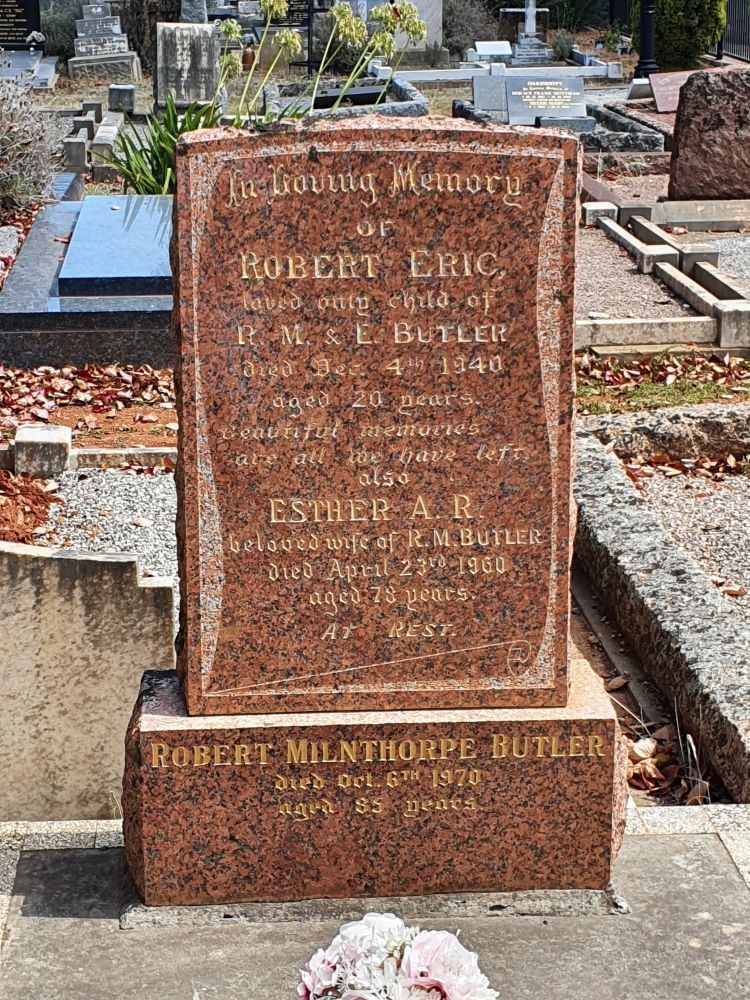 In Loving Memory
OF
ROBERT ERIC.
loved only child of
R. M. & E. BUTLER
died Dec. 4th 1940
aged 20 years.
Beautiful memories
are all we have left.
also
ESTHER A. R.
beloved wife of R.M. BUTLER
died April 23rd 1960
aged 78 years.
AT REST.
ROBERT MILNTHORPE BUTLER
died Oct. 6TH 1970
aged 85 years.